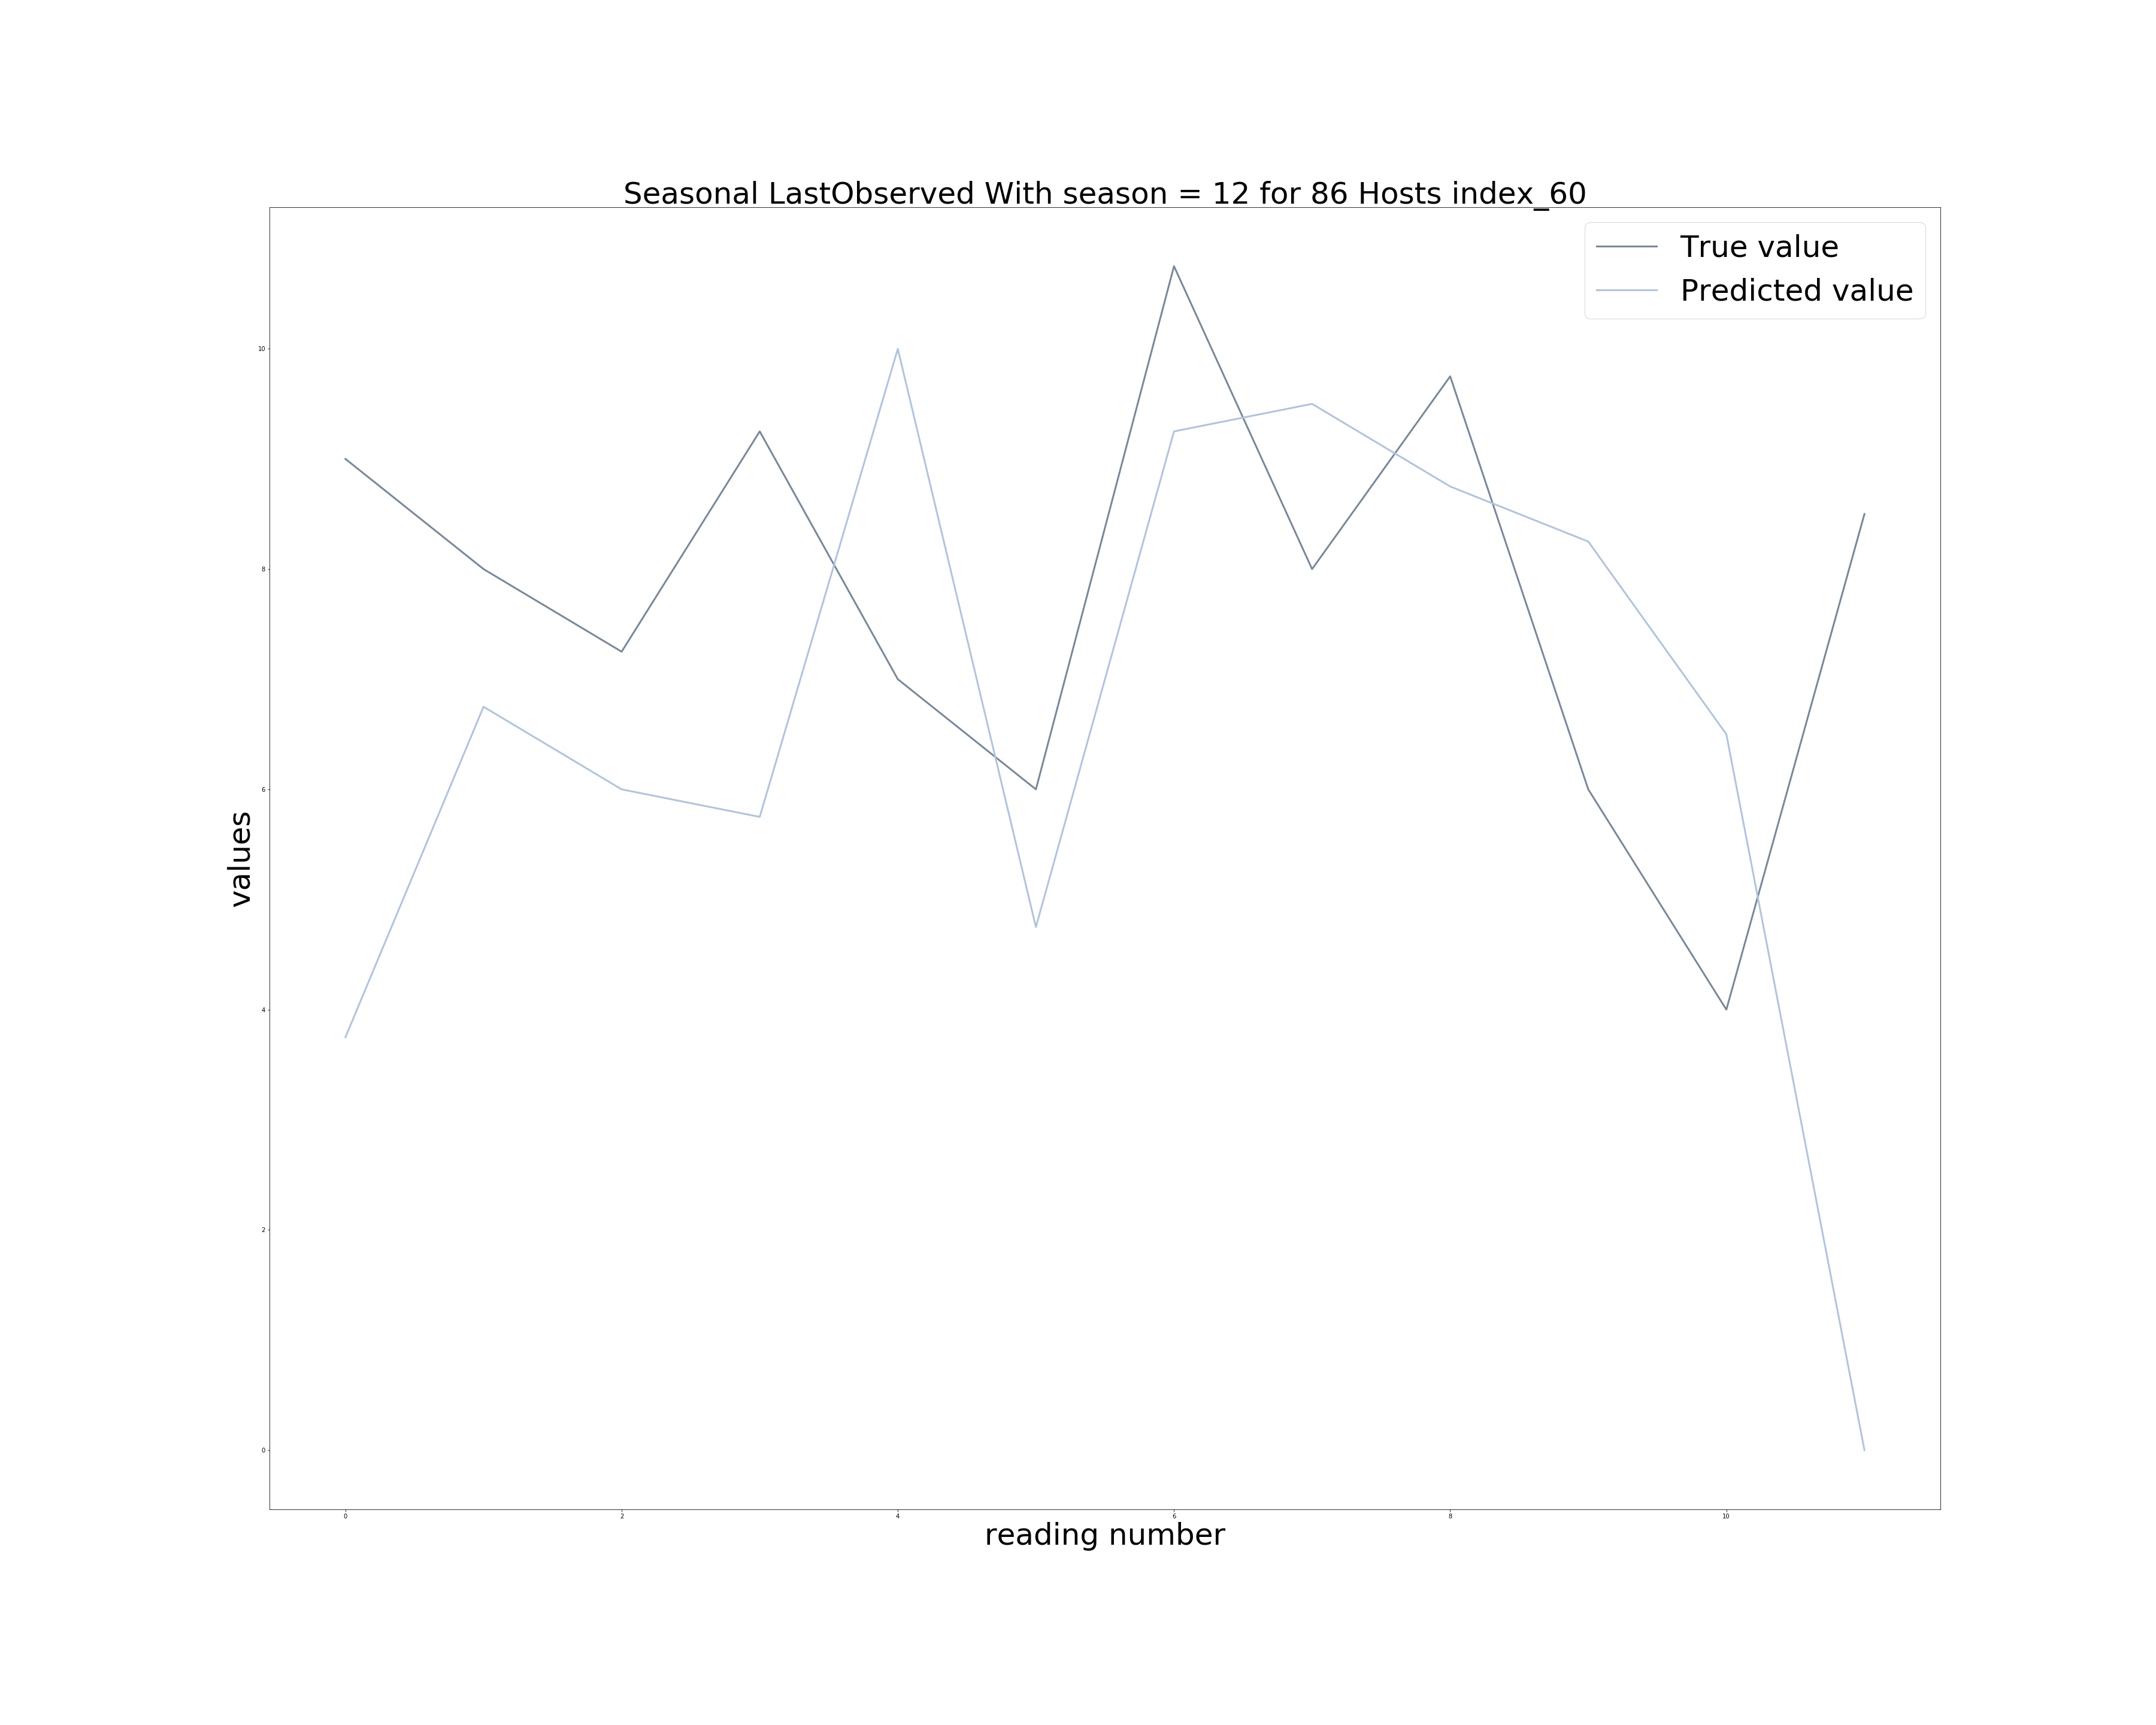 Seasonal LastObserved With season = 12 for 86 Hosts index_60
True value
Predicted value
10
8
6
4
2
0
values
0 2 4 6 8 10
reading number